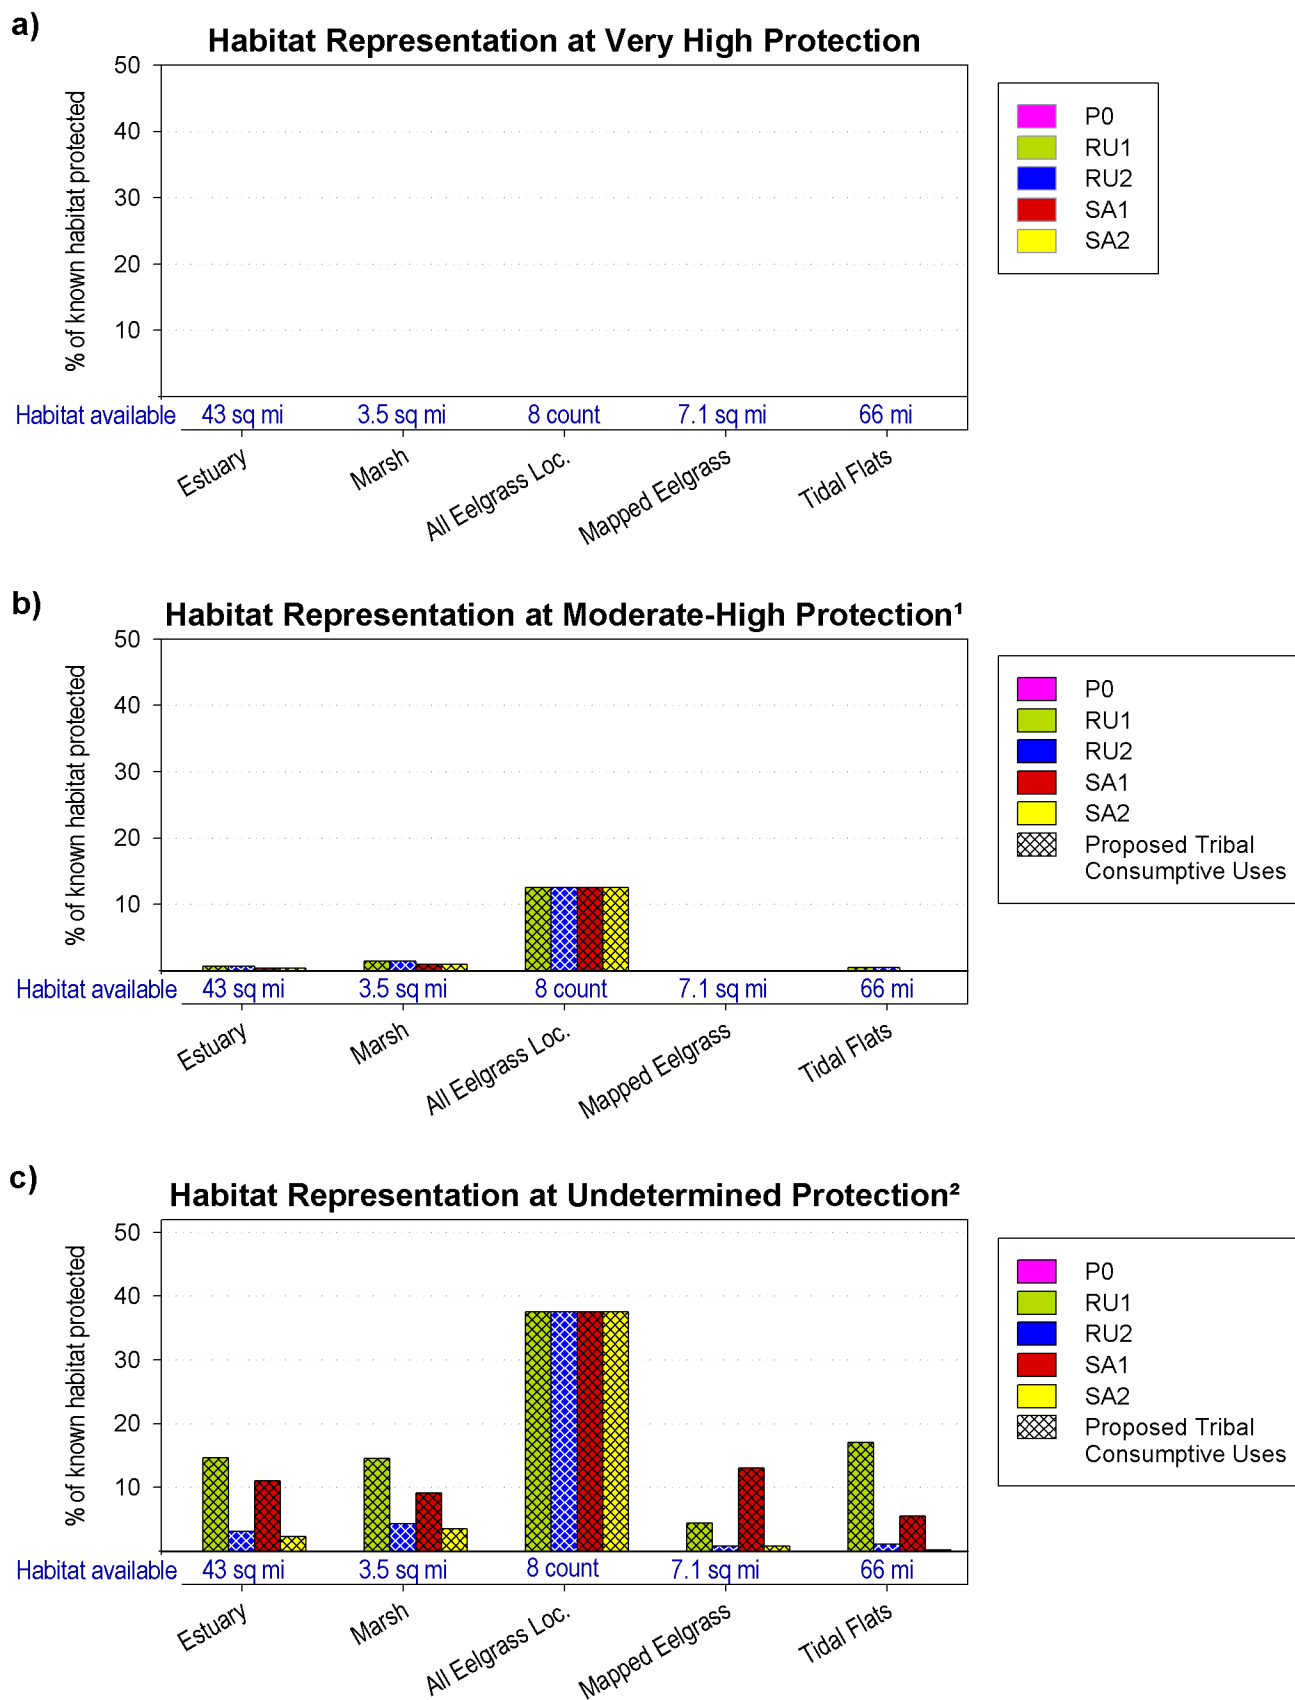 a)
Habitat Representation at Very High Protection
% of known habitat protected
50
40
30
20
10
P0
RU1
RU2
SA1
SA2
Habitat available 43 sq mi 3.5 sq mi 8 count 7.1 sq mi 66 mi
Estuary Marsh All Eelgrass Loc. Mapped Eelgrass Tidal Flats
b)
Habitat Representation at Moderate-High Protection¹
% of known habitat protected
50
40
30
20
10
P0
RU1
RU2
SA1
SA2
Proposed Tribal
Consumptive Uses
Habitat available 43 sq mi 3.5 sq mi 8 count 7.1 sq mi 66 mi
Estuary Marsh All Eelgrass Loc. Mapped Eelgrass Tidal Flats
c)
Habitat Representation at Undetermined Protection²
% of known habitat protected
50
40
30
20
10
P0
RU1
RU2
SA1
SA2
Proposed Tribal
Consumptive Uses
Habitat available 43 sq mi 3.5 sq mi 8 count 7.1 sq mi 66 mi
Estuary Marsh All Eelgrass Loc. Mapped Eelgrass Tidal Flats